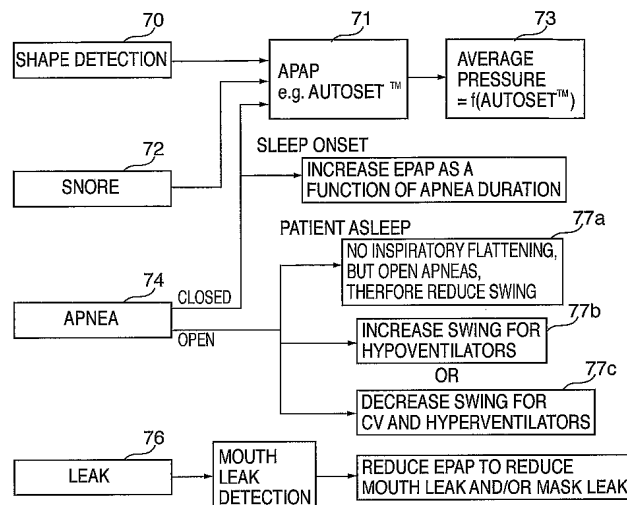 70
SHAPE DETECTION
71
APAP
e.g. AUTOSET™
73
AVERAGE
PRESSURE
= f(AUTOSET™)
72
SNORE
SLEEP ONSET
INCREASE EPAP AS A
FUNCTION OF APNEA DURATION
PATIENT ASLEEP
77a
NO INSPIRATORY FLATTENING,
BUT OPEN APNEAS,
THERFORE REDUCE SWING
74
APNEA
CLOSED
OPEN
77b
INCREASE SWING FOR
HYPOVENTILATORS
OR
77c
DECREASE SWING FOR
CV AND HYPERVENTILATORS
76
LEAK
MOUTH
LEAK
DETECTION
REDUCE EPAP TO REDUCE
MOUTH LEAK AND/OR MASK LEAK